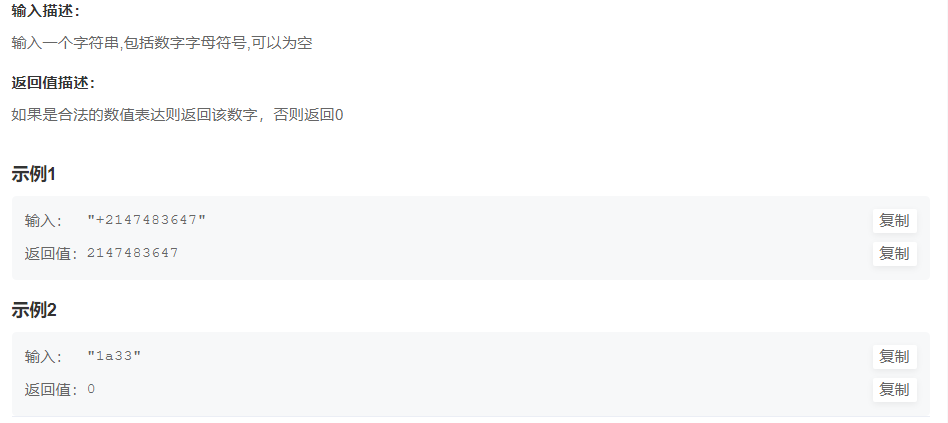 输入描述：
输入一个字符串,包括数字字母符号,可以为空
返回值描述：
如果是合法的数值表达则返回该数字，否则返回0
示例1
输入： "+2147483647" 复制
返回值：2147483647 复制
示例2
输入： "1a33" 复制
返回值：0 复制